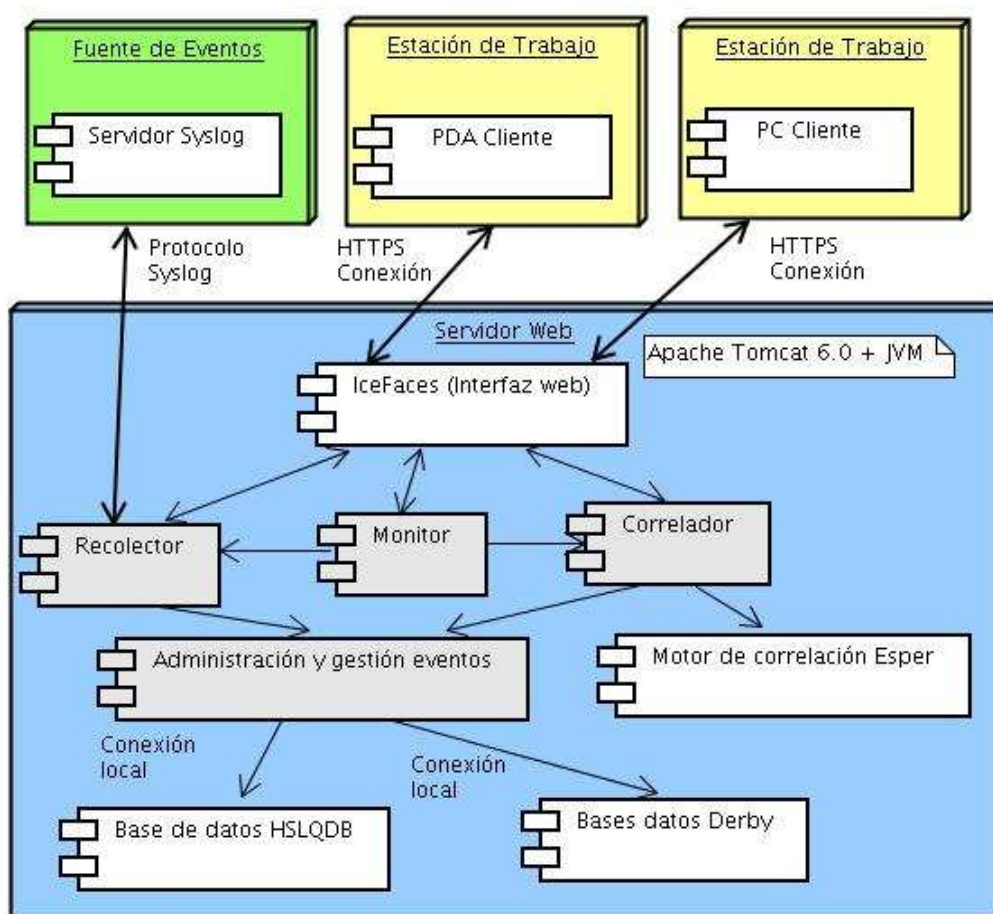 Fuente de Eventos
Servidor Syslog
Estación de Trabajo
PDA Cliente
Estación de Trabajo
PC Cliente
Protocolo
Syslog
HTTPS
Conexión
HTTPS
Conexión
Servidor Web
Apache Tomcat 6.0 + JVM
IceFaces (Interfaz web)
Recolector
Monitor
Correlador
Administración y gestión eventos
Motor de correlación Esper
Conexión
local
Conexión
local
Base de datos HSLQDB
Bases datos Derby